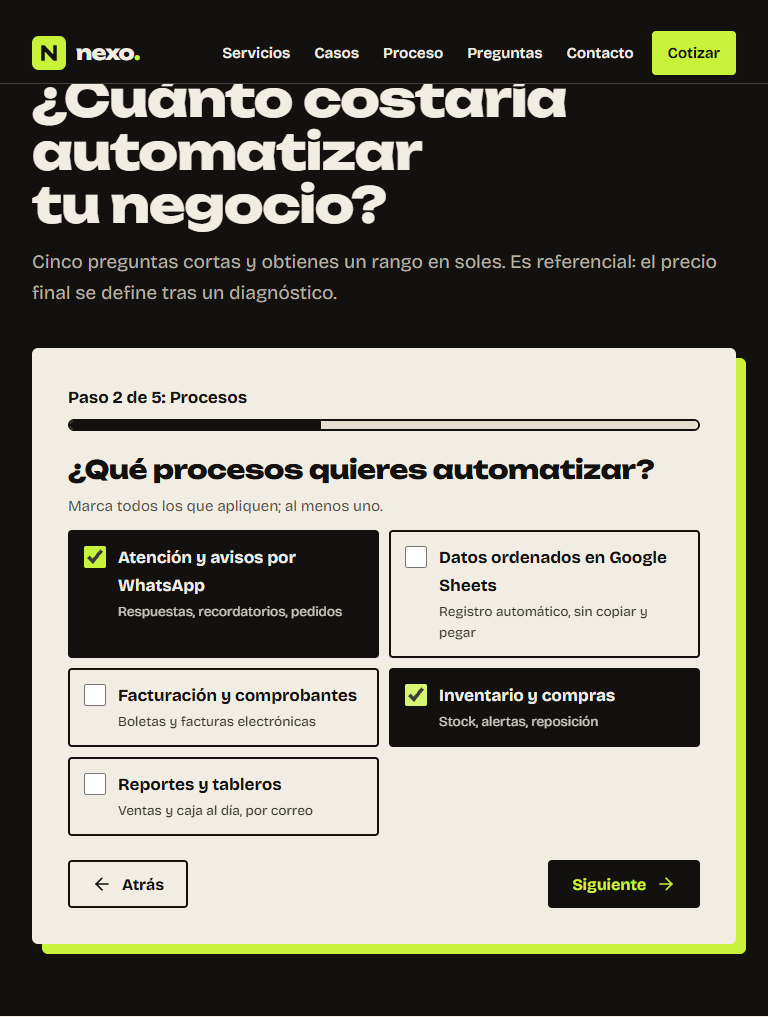 N nexo.
Servicios Casos Proceso Preguntas Contacto Cotizar
¿Cuánto costaría
automatizar
tu negocio?
Cinco preguntas cortas y obtienes un rango en soles. Es referencial: el precio
final se define tras un diagnóstico.
Paso 2 de 5: Procesos
¿Qué procesos quieres automatizar?
Marca todos los que apliquen; al menos uno.
Atención y avisos por
WhatsApp
Respuestas, recordatorios, pedidos
Datos ordenados en Google
Sheets
Registro automático, sin copiar y
pegar
Facturación y comprobantes
Boletas y facturas electrónicas
Inventario y compras
Stock, alertas, reposición
Reportes y tableros
Ventas y caja al día, por correo
Atrás
Siguiente